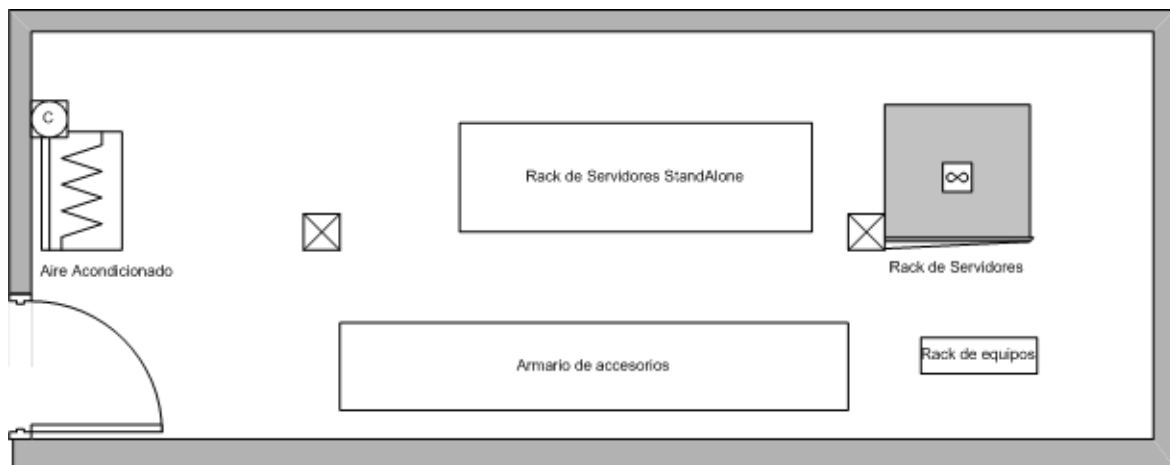 C
Rack de Servidores StandAlone
Aire Acondicionado
Rack de Servidores
Rack de equipos
Armario de accesorios